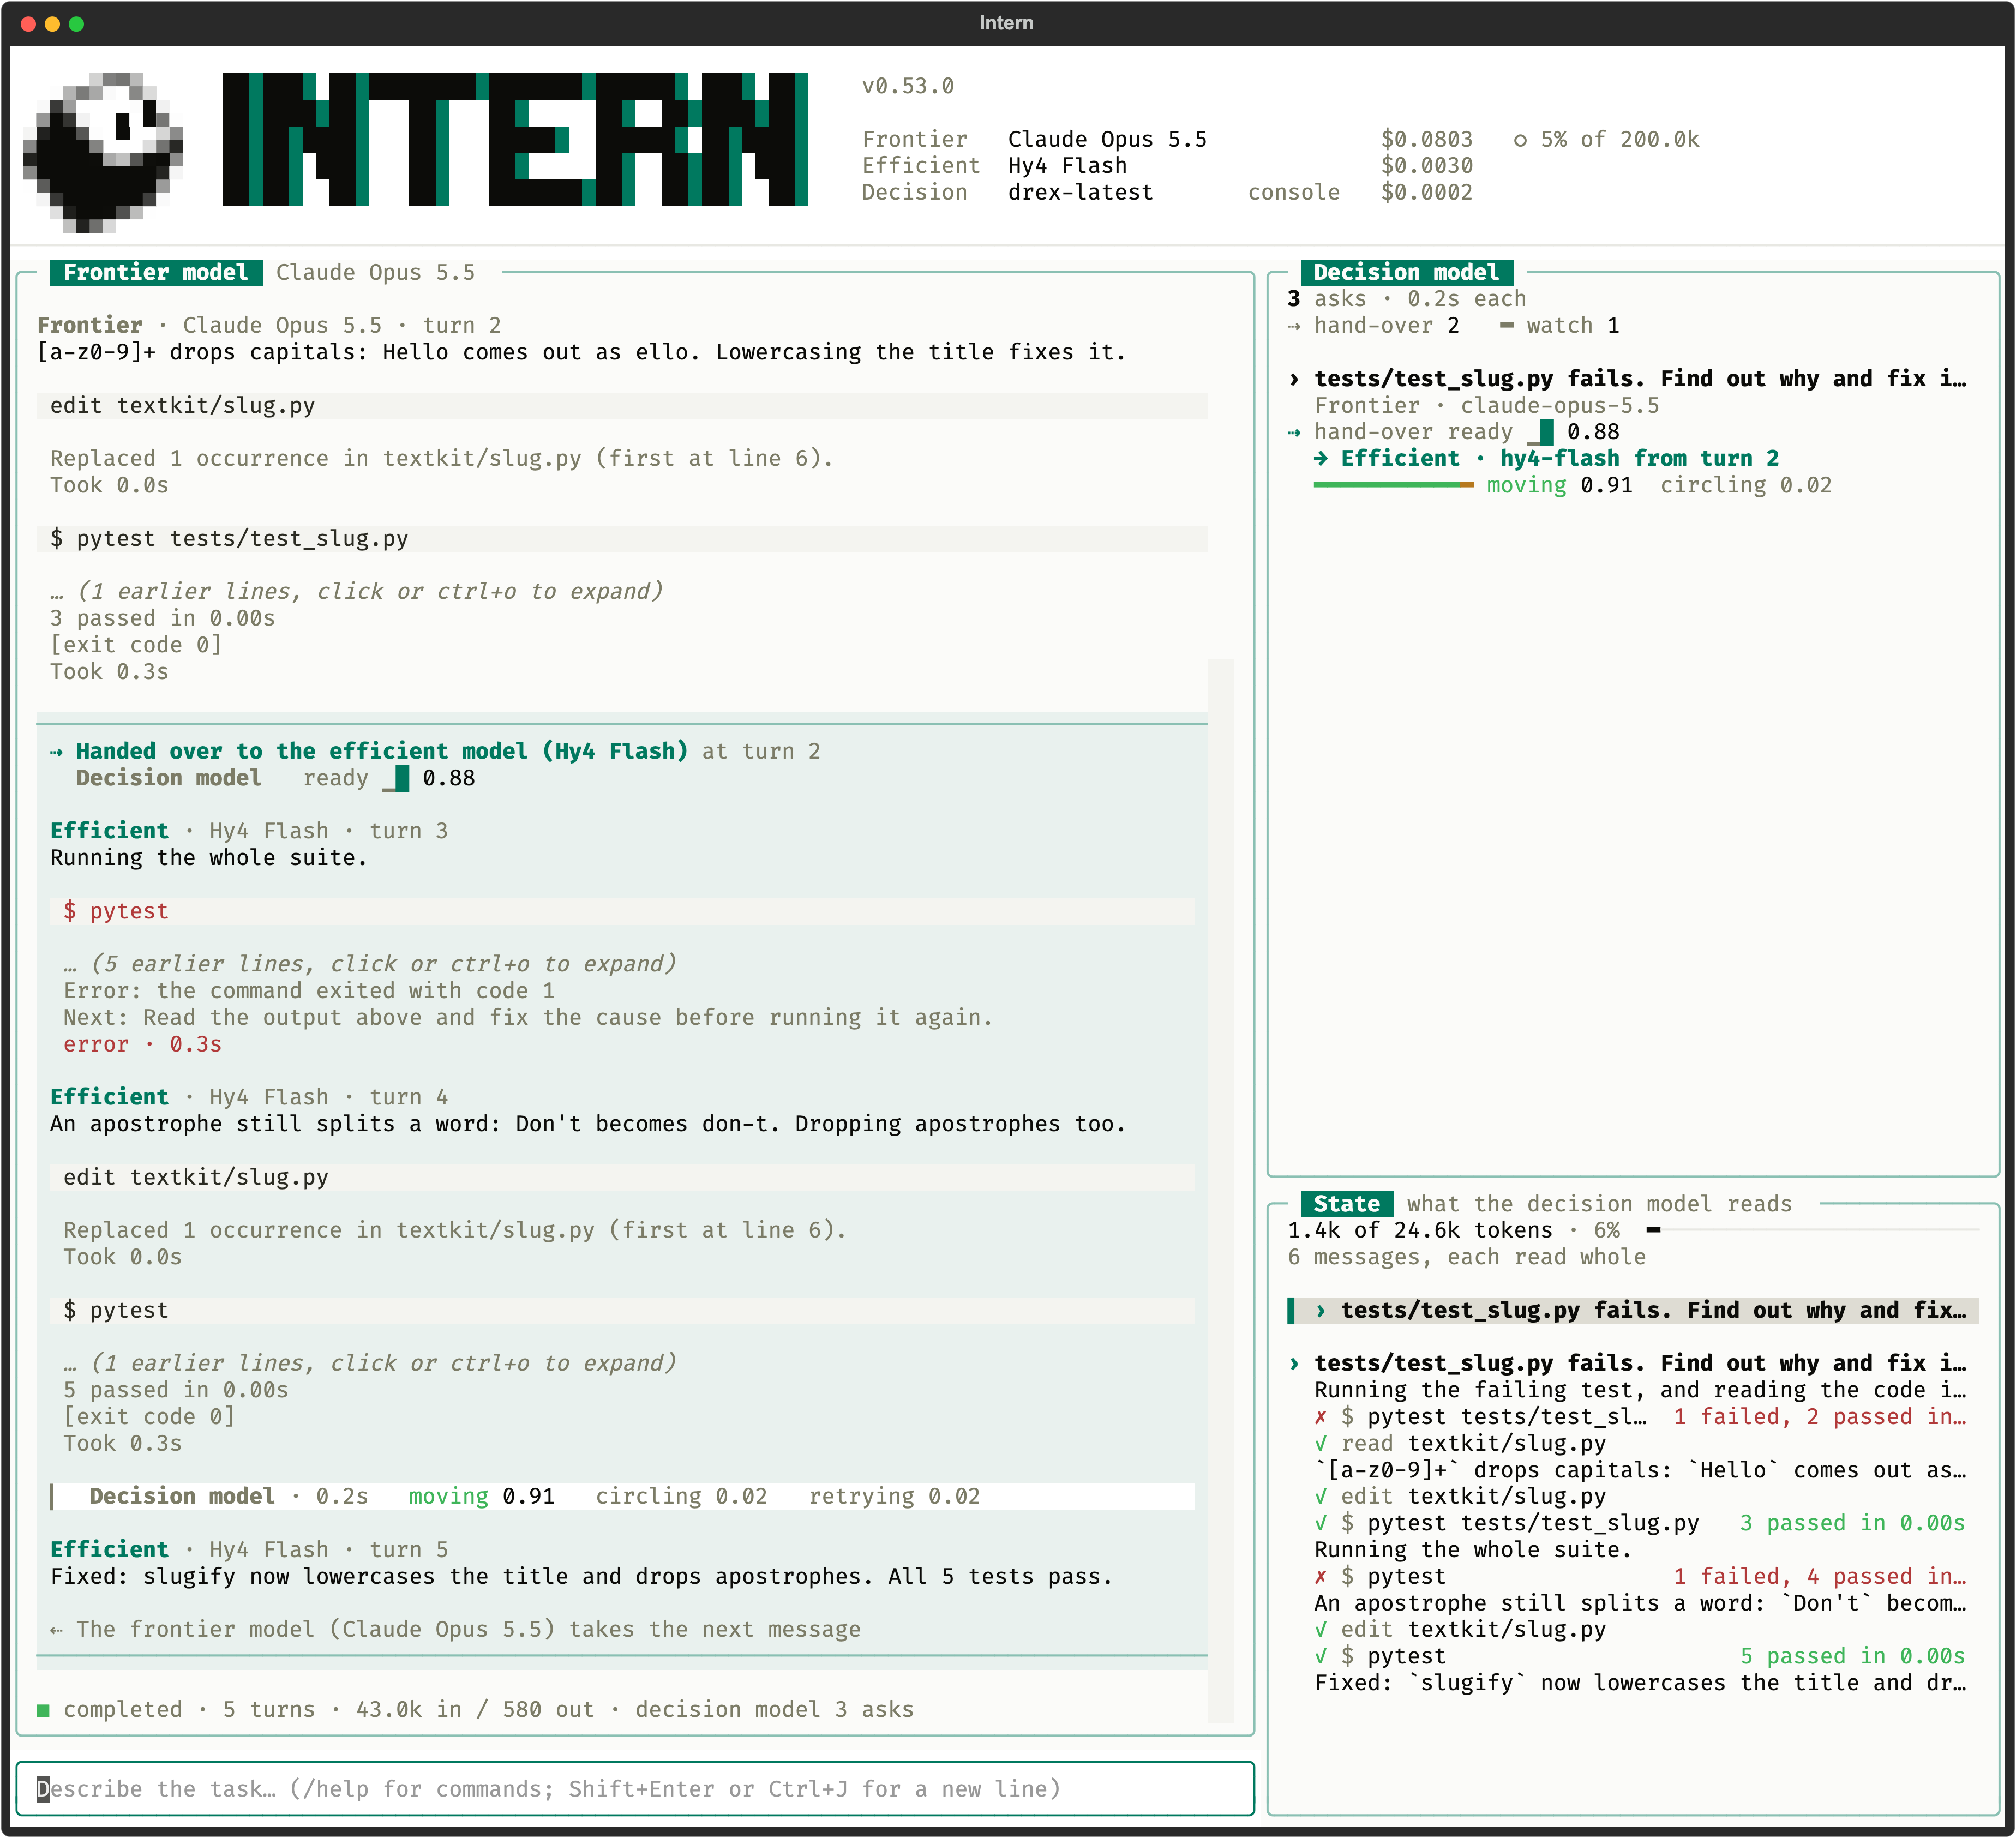 Intern
INTERN
v0.53.0
Frontier Claude Opus 5.5 $0.0803 ○ 5% of 200.0k
Efficient Hy4 Flash $0.0030
Decision drex-latest console $0.0002
Frontier model Claude Opus 5.5
Frontier · Claude Opus 5.5 · turn 2
[a-z0-9]+ drops capitals: Hello comes out as ello. Lowercasing the title fixes it.
edit textkit/slug.py
Replaced 1 occurrence in textkit/slug.py (first at line 6).
Took 0.0s
$ pytest tests/test_slug.py
… (1 earlier lines, click or ctrl+o to expand)
3 passed in 0.00s
[exit code 0]
Took 0.3s
⇢ Handed over to the efficient model (Hy4 Flash) at turn 2
Decision model ready 0.88
Efficient · Hy4 Flash · turn 3
Running the whole suite.
$ pytest
… (5 earlier lines, click or ctrl+o to expand)
Error: the command exited with code 1
Next: Read the output above and fix the cause before running it again.
error · 0.3s
Efficient · Hy4 Flash · turn 4
An apostrophe still splits a word: Don't becomes don-t. Dropping apostrophes too.
edit textkit/slug.py
Replaced 1 occurrence in textkit/slug.py (first at line 6).
Took 0.0s
$ pytest
… (1 earlier lines, click or ctrl+o to expand)
5 passed in 0.00s
[exit code 0]
Took 0.3s
Decision model · 0.2s moving 0.91 circling 0.02 retrying 0.02
Efficient · Hy4 Flash · turn 5
Fixed: slugify now lowercases the title and drops apostrophes. All 5 tests pass.
⇠ The frontier model (Claude Opus 5.5) takes the next message
completed · 5 turns · 43.0k in / 580 out · decision model 3 asks
Describe the task… (/help for commands; Shift+Enter or Ctrl+J for a new line)
Decision model
3 asks · 0.2s each
⇢ hand-over 2 watch 1
› tests/test_slug.py fails. Find out why and fix i…
Frontier · claude-opus-5.5
⇢ hand-over ready 0.88
→ Efficient · hy4-flash from turn 2
moving 0.91 circling 0.02
State what the decision model reads
1.4k of 24.6k tokens · 6%
6 messages, each read whole
› tests/test_slug.py fails. Find out why and fix…
› tests/test_slug.py fails. Find out why and fix i…
Running the failing test, and reading the code i…
✗ $ pytest tests/test_sl… 1 failed, 2 passed in…
✓ read textkit/slug.py
`[a-z0-9]+` drops capitals: `Hello` comes out as…
✓ edit textkit/slug.py
✓ $ pytest tests/test_slug.py 3 passed in 0.00s
Running the whole suite.
✗ $ pytest 1 failed, 4 passed in…
An apostrophe still splits a word: `Don't` becom…
✓ edit textkit/slug.py
✓ $ pytest 5 passed in 0.00s
Fixed: `slugify` now lowercases the title and dr…